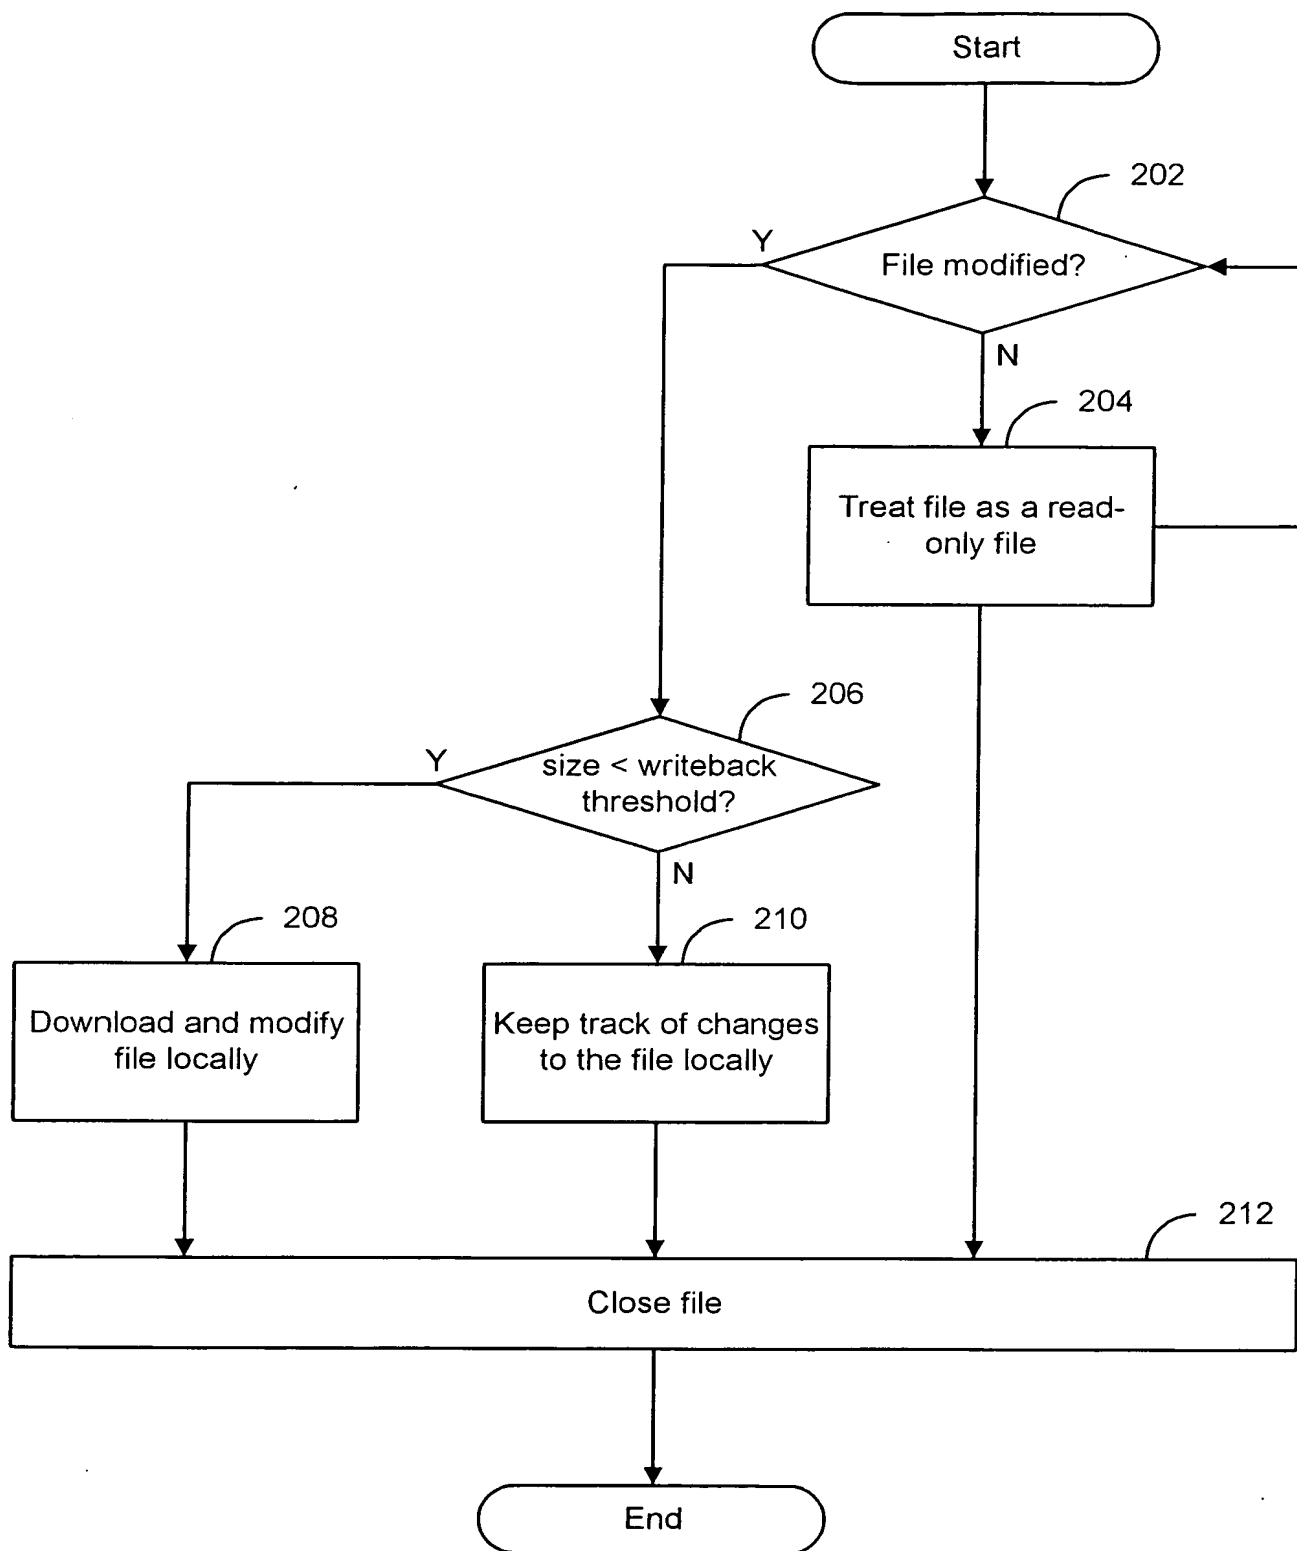 Start
202
Y
File modified?
N
204
Treat file as a read-
only file
206
Y
size < writeback
threshold?
N
208
210
Download and modify
file locally
Keep track of changes
to the file locally
212
Close file
End